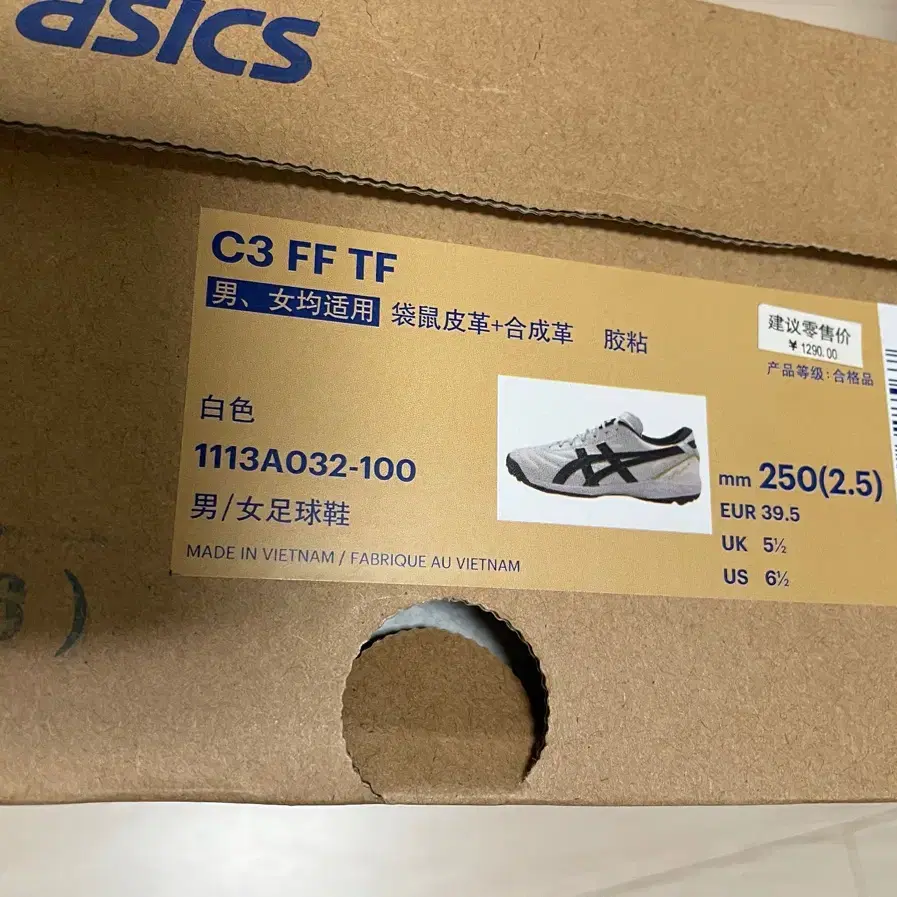 asics
C3 FF TF
男、女均适用 袋鼠皮革+合成革 胶粘
建议零售价
¥ 1290.00
产品等级:合格品
白色
1113A032-100
男/女足球鞋
MADE IN VIETNAM / FABRIQUE AU VIETNAM
mm 250(2.5)
EUR 39.5
UK 5½
US 6½